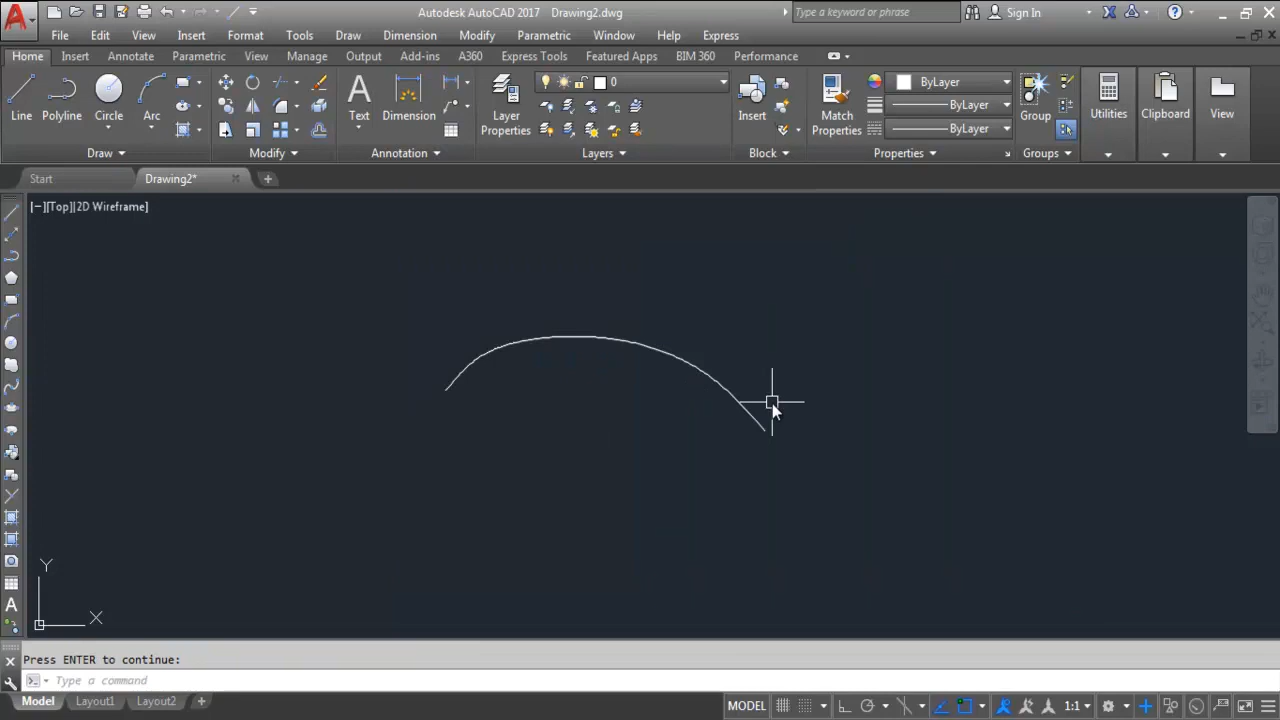 Autodesk AutoCAD 2017 Drawing2.dwg
Type a keyword or phrase
Sign In
File Edit View Insert Format Tools Draw Dimension Modify Parametric Window Help Express
Home Insert Annotate Parametric View Manage Output Add-ins A360 Express Tools Featured Apps BIM 360 Performance
0
ByLayer
ByLayer
ByLayer
Line Polyline Circle Arc Text Dimension Layer Properties Insert Match Properties Group Utilities Clipboard View
Draw Modify Annotation Layers Block Properties Groups
Start Drawing2*
[−][Top][2D Wireframe]
Y
X
Press ENTER to continue:
Type a command
Model Layout1 Layout2
MODEL 1:1